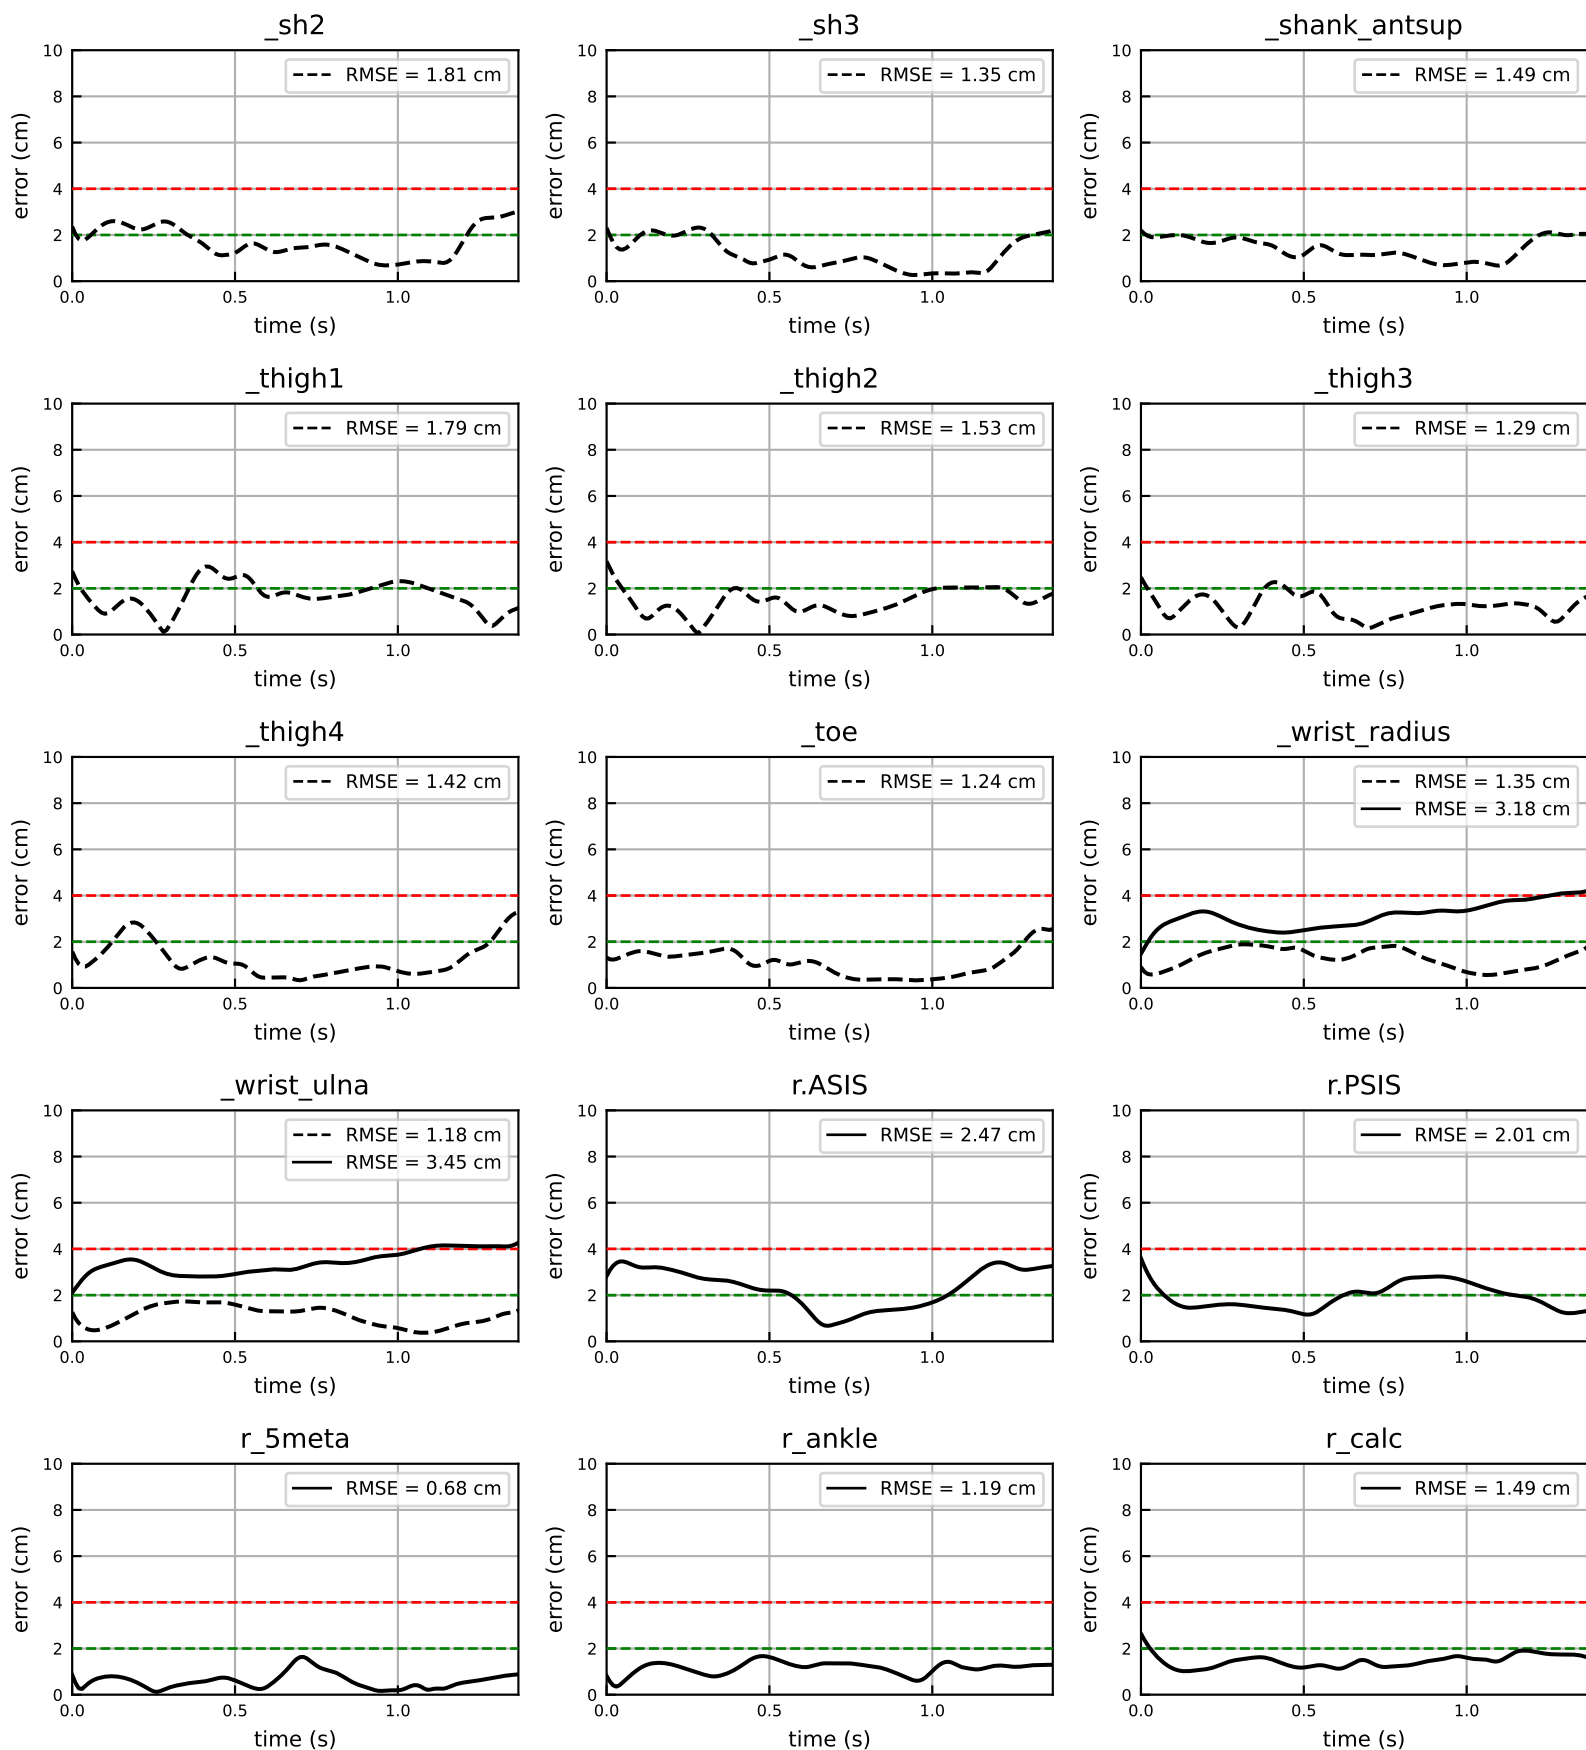 _sh2
RMSE = 1.81 cm
error (cm)
10
8
6
4
2
0
0.0 0.5 1.0
time (s)
_sh3
RMSE = 1.35 cm
error (cm)
10
8
6
4
2
0
0.0 0.5 1.0
time (s)
_shank_antsup
RMSE = 1.49 cm
error (cm)
10
8
6
4
2
0
0.0 0.5 1.0
time (s)
_thigh1
RMSE = 1.79 cm
error (cm)
10
8
6
4
2
0
0.0 0.5 1.0
time (s)
_thigh2
RMSE = 1.53 cm
error (cm)
10
8
6
4
2
0
0.0 0.5 1.0
time (s)
_thigh3
RMSE = 1.29 cm
error (cm)
10
8
6
4
2
0
0.0 0.5 1.0
time (s)
_thigh4
RMSE = 1.42 cm
error (cm)
10
8
6
4
2
0
0.0 0.5 1.0
time (s)
_toe
RMSE = 1.24 cm
error (cm)
10
8
6
4
2
0
0.0 0.5 1.0
time (s)
_wrist_radius
RMSE = 1.35 cm
RMSE = 3.18 cm
error (cm)
10
8
6
4
2
0
0.0 0.5 1.0
time (s)
_wrist_ulna
RMSE = 1.18 cm
RMSE = 3.45 cm
error (cm)
10
8
6
4
2
0
0.0 0.5 1.0
time (s)
r.ASIS
RMSE = 2.47 cm
error (cm)
10
8
6
4
2
0
0.0 0.5 1.0
time (s)
r.PSIS
RMSE = 2.01 cm
error (cm)
10
8
6
4
2
0
0.0 0.5 1.0
time (s)
r_5meta
RMSE = 0.68 cm
error (cm)
10
8
6
4
2
0
0.0 0.5 1.0
time (s)
r_ankle
RMSE = 1.19 cm
error (cm)
10
8
6
4
2
0
0.0 0.5 1.0
time (s)
r_calc
RMSE = 1.49 cm
error (cm)
10
8
6
4
2
0
0.0 0.5 1.0
time (s)